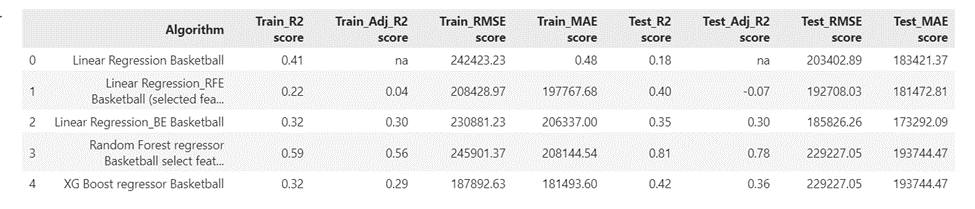 Algorithm Train_R2 score Train_Adj_R2 score Train_RMSE score Train_MAE score Test_R2 score Test_Adj_R2 score Test_RMSE score Test_MAE score
0 Linear Regression Basketball 0.41 na 242423.23 0.48 0.18 na 203402.89 183421.37
1 Linear Regression_RFE Basketball (selected fea... 0.22 0.04 208428.97 197767.68 0.40 -0.07 192708.03 181472.81
2 Linear Regression_BE Basketball 0.32 0.30 230881.23 206337.00 0.35 0.30 185826.26 173292.09
3 Random Forest regressor Basketball select feat... 0.59 0.56 245901.37 208144.54 0.81 0.78 229227.05 193744.47
4 XG Boost regressor Basketball 0.32 0.29 187892.63 181493.60 0.42 0.36 229227.05 193744.47